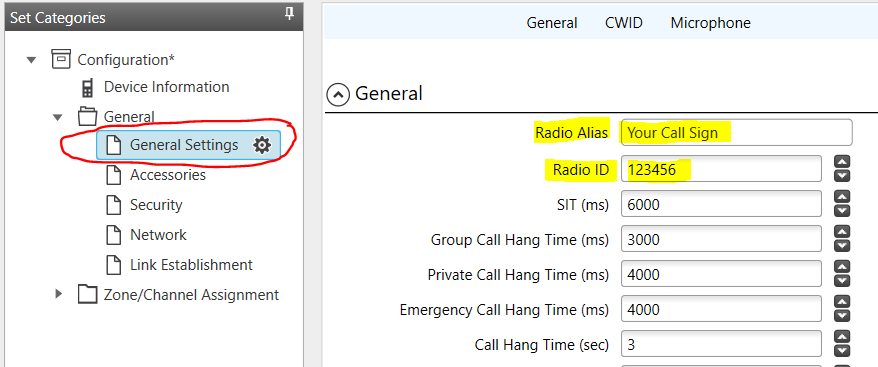 Set Categories
Configuration*
Device Information
General
General Settings
Accessories
Security
Network
Link Establishment
Zone/Channel Assignment
General CWID Microphone
General
Radio Alias Your Call Sign
Radio ID 123456
SIT (ms) 6000
Group Call Hang Time (ms) 3000
Private Call Hang Time (ms) 4000
Emergency Call Hang Time (ms) 4000
Call Hang Time (sec) 3